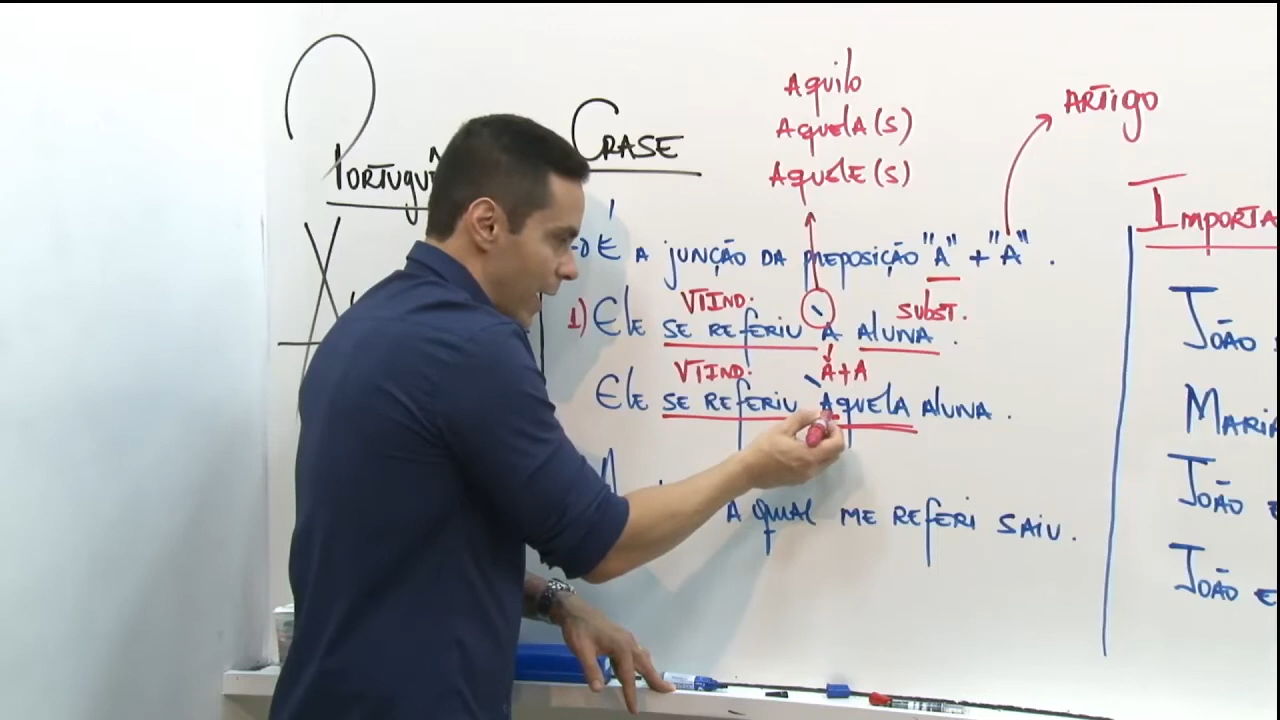 PORTUGUÊ
CRASE
AQUILO
AQUELA(S)
AQUELE(S)
ARTIGO
É A JUNÇÃO DA PREPOSIÇÃO "A" + "A".
VTIND. SUBST.
1) ELE SE REFERIU À ALUNA.
VTIND. A+A
ELE SE REFERIU ÀQUELA ALUNA.
A QUAL ME REFERI SAIU.
IMPORTA
JOÃO
MARIA
JOÃO E
JOÃO E